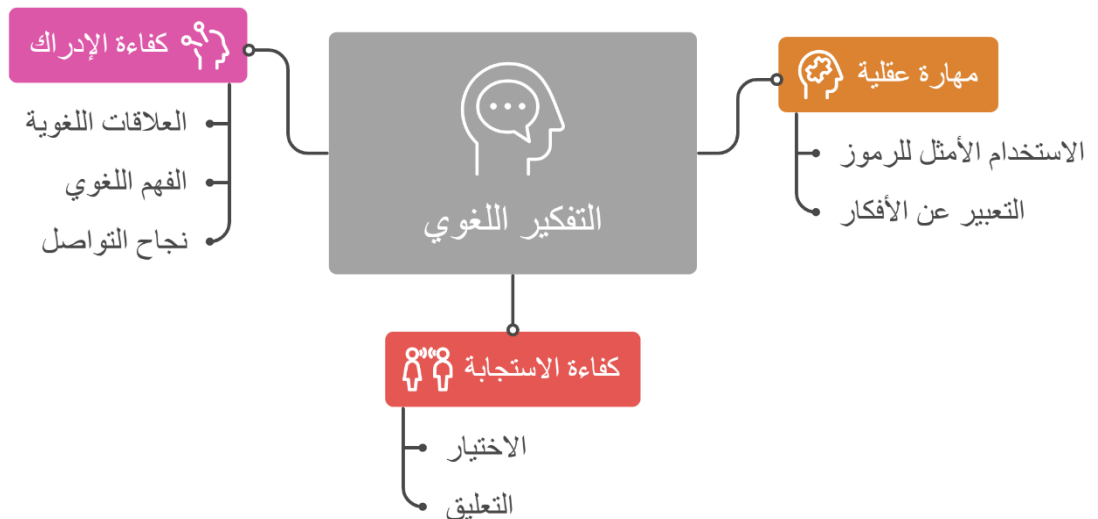 التفكير اللغوي
مهارة عقلية
الاستخدام الأمثل للرموز
التعبير عن الأفكار
كفاءة الإدراك
العلاقات اللغوية
الفهم اللغوي
نجاح التواصل
كفاءة الاستجابة
الاختيار
التعليق